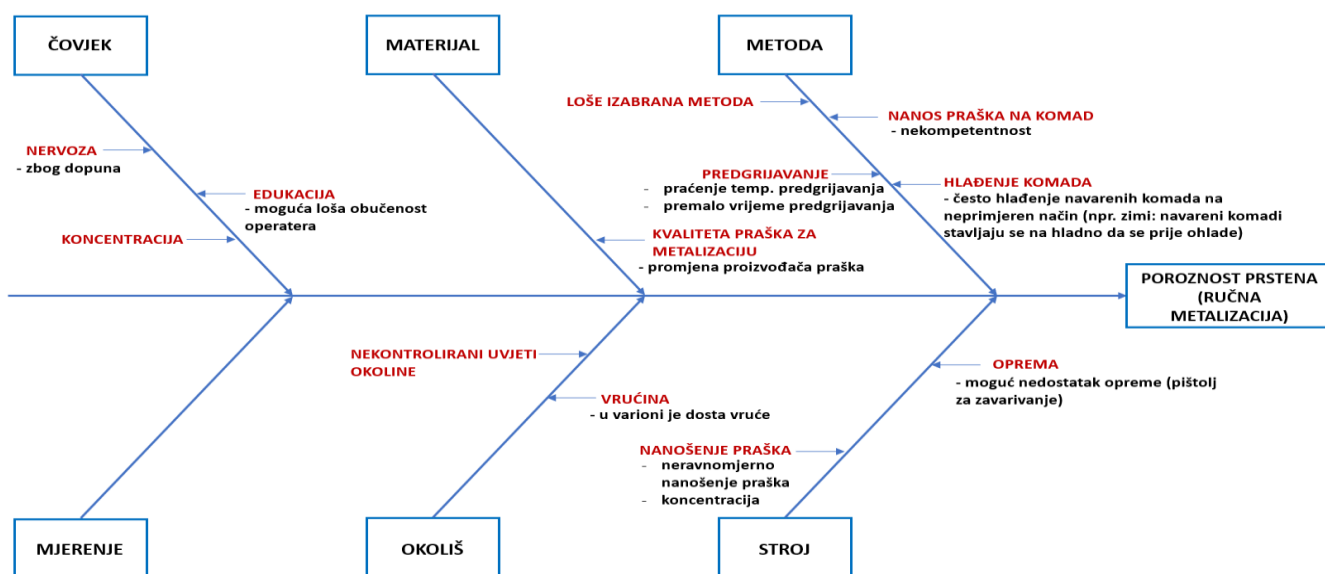 ČOVJEK
MATERIJAL
METODA
NERVOZA
- zbog dopuna
EDUKACIJA
- moguća loša obučenost
operatera
KONCENTRACIJA
KVALITETA PRAŠKA ZA
METALIZACIJU
- promjena proizvođača praška
LOŠE IZABRANA METODA
NANOS PRAŠKA NA KOMAD
- nekompetentnost
PREDGRIJAVANJE
- praćenje temp. predgrijavanja
- premalo vrijeme predgrijavanja
HLAĐENJE KOMADA
- često hlađenje navarenih komada na
neprimjeren način (npr. zimi: navareni komadi
stavljaju se na hladno da se prije ohlade)
POROZNOST PRSTENA
(RUČNA
METALIZACIJA)
NEKONTROLIRANI UVJETI
OKOLINE
VRUĆINA
- u varioni je dosta vruće
OPREMA
- moguć nedostatak opreme (pištolj
za zavarivanje)
NANOŠENJE PRAŠKA
- neravnomjerno
nanošenje praška
- koncentracija
MJERENJE
OKOLIŠ
STROJ